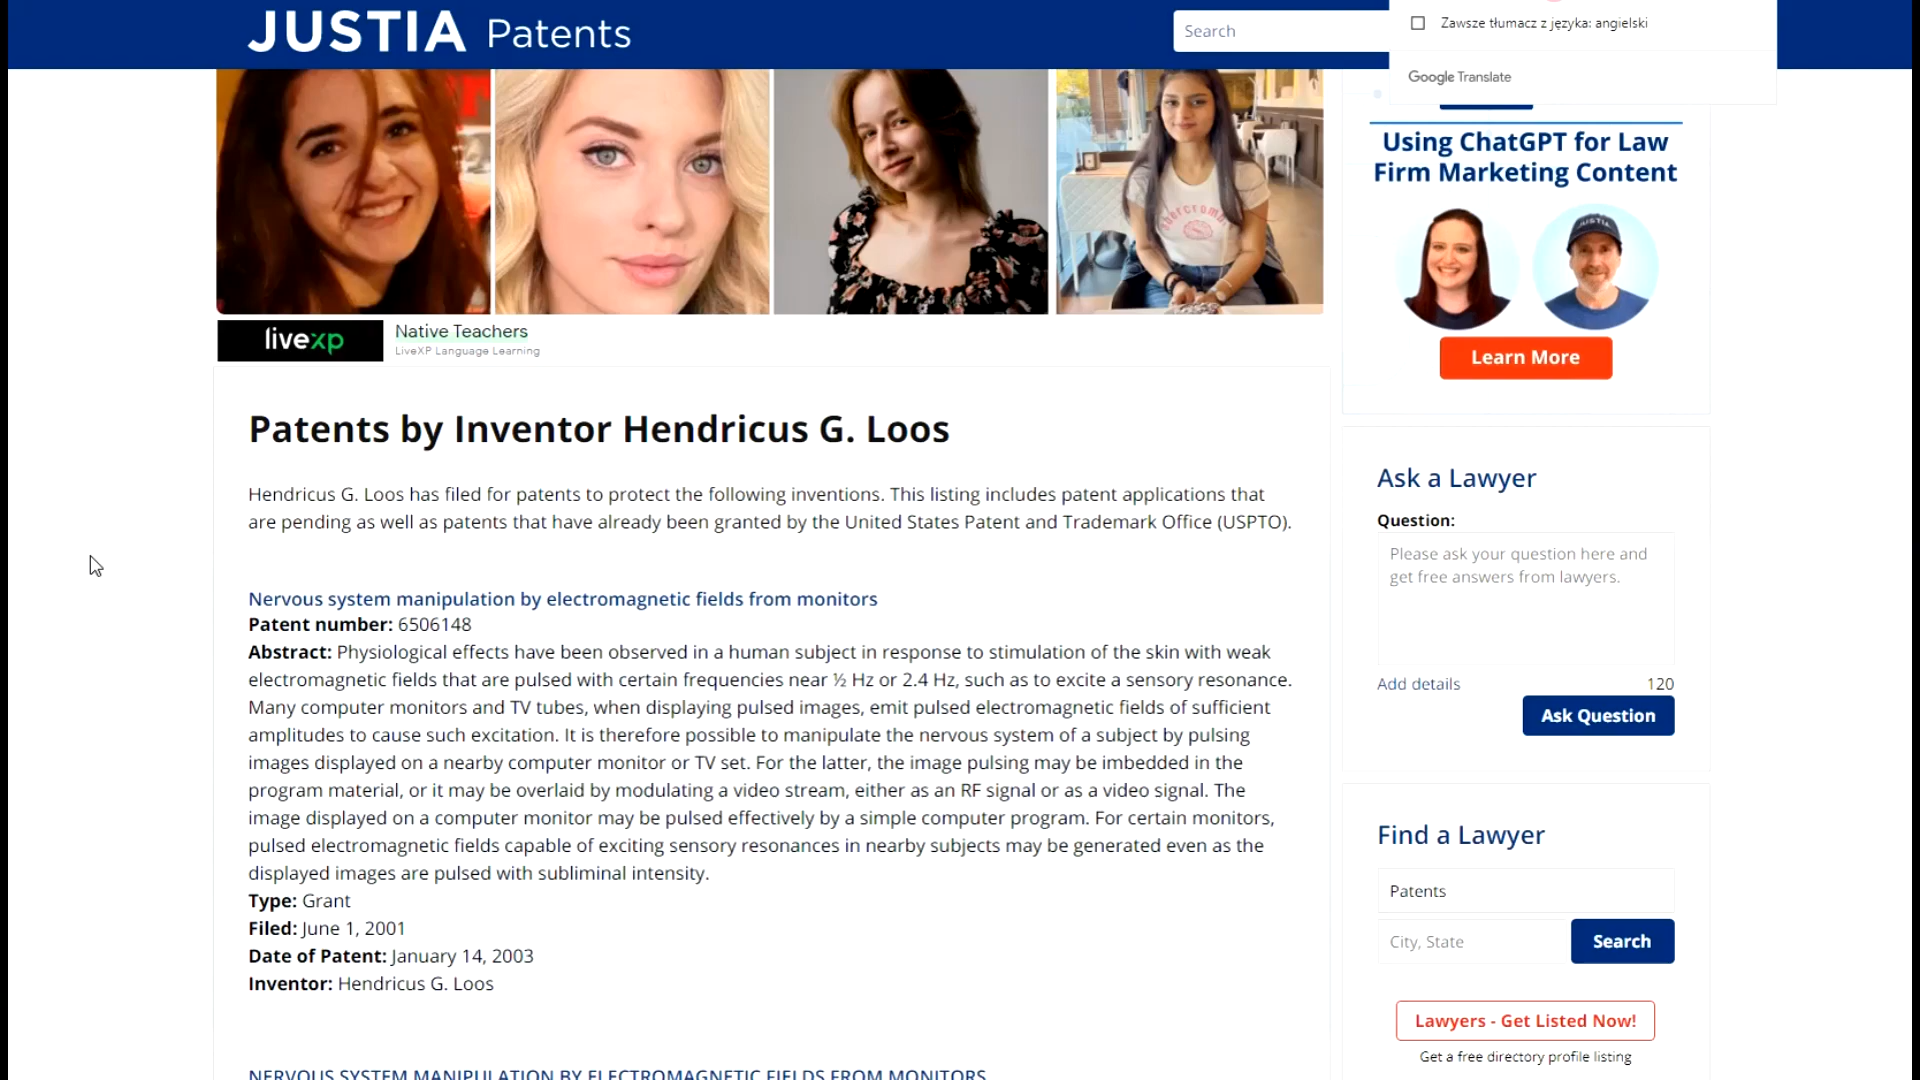 JUSTIA Patents
Search
Zawsze tłumacz z języka: angielski
Google Translate
Using ChatGPT for Law
Firm Marketing Content
JUSTIA
Learn More
livexp
Native Teachers
LiveXP Language Learning
Patents by Inventor Hendricus G. Loos
Hendricus G. Loos has filed for patents to protect the following inventions. This listing includes patent applications that
are pending as well as patents that have already been granted by the United States Patent and Trademark Office (USPTO).
Nervous system manipulation by electromagnetic fields from monitors
Patent number: 6506148
Abstract: Physiological effects have been observed in a human subject in response to stimulation of the skin with weak
electromagnetic fields that are pulsed with certain frequencies near ½ Hz or 2.4 Hz, such as to excite a sensory resonance.
Many computer monitors and TV tubes, when displaying pulsed images, emit pulsed electromagnetic fields of sufficient
amplitudes to cause such excitation. It is therefore possible to manipulate the nervous system of a subject by pulsing
images displayed on a nearby computer monitor or TV set. For the latter, the image pulsing may be imbedded in the
program material, or it may be overlaid by modulating a video stream, either as an RF signal or as a video signal. The
image displayed on a computer monitor may be pulsed effectively by a simple computer program. For certain monitors,
pulsed electromagnetic fields capable of exciting sensory resonances in nearby subjects may be generated even as the
displayed images are pulsed with subliminal intensity.
Type: Grant
Filed: June 1, 2001
Date of Patent: January 14, 2003
Inventor: Hendricus G. Loos
NERVOUS SYSTEM MANIPULATION BY ELECTROMAGNETIC FIELDS FROM MONITORS
Ask a Lawyer
Question:
Please ask your question here and
get free answers from lawyers.
Add details
120
Ask Question
Find a Lawyer
Patents
City, State
Search
Lawyers - Get Listed Now!
Get a free directory profile listing